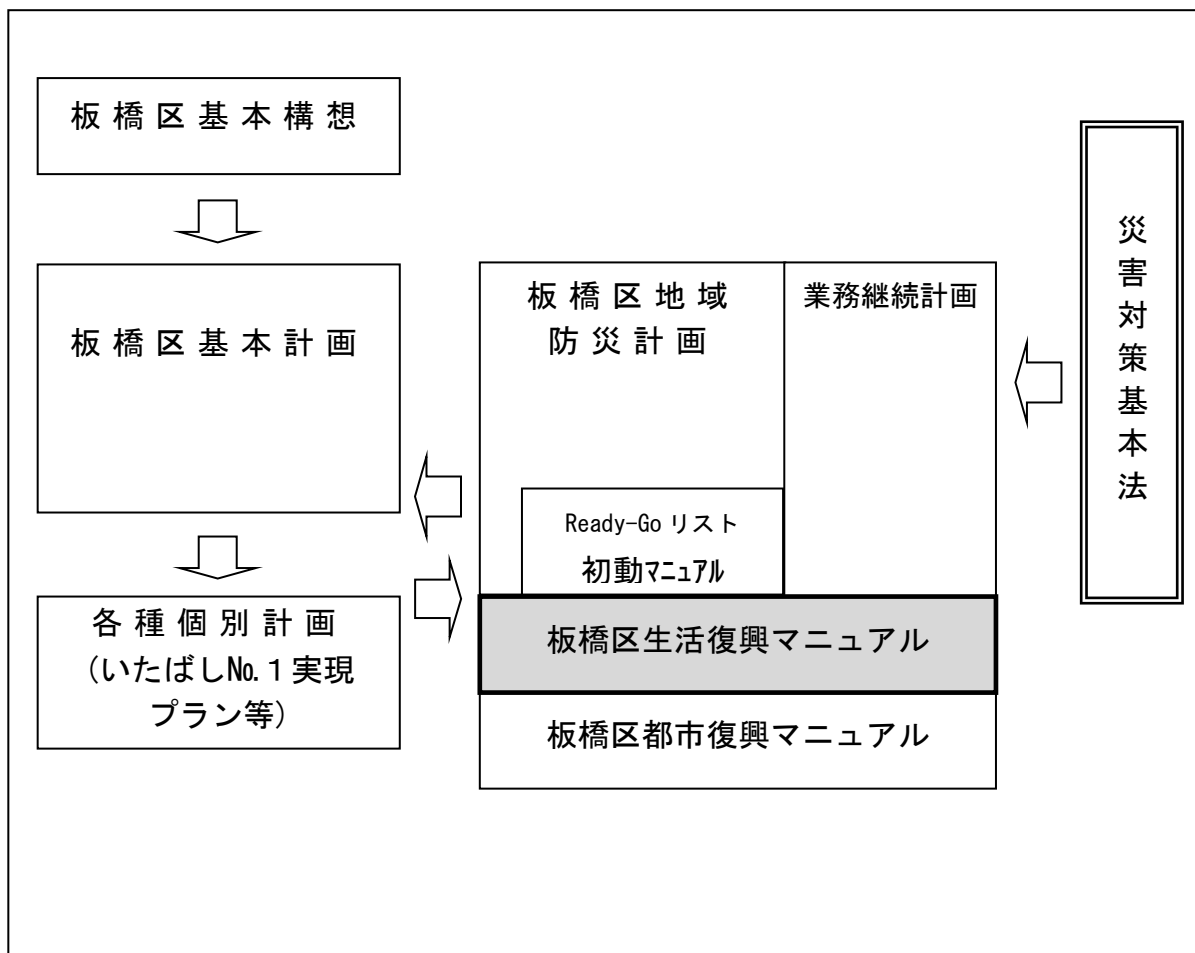 板橋区基本構想
板橋区基本計画
各種個別計画
(いたばし№.1実現
プラン等)
板橋区地域
防災計画
業務継続計画
Ready-Go リスト
初動マニュアル
板橋区生活復興マニュアル
板橋区都市復興マニュアル
災害対策基本法